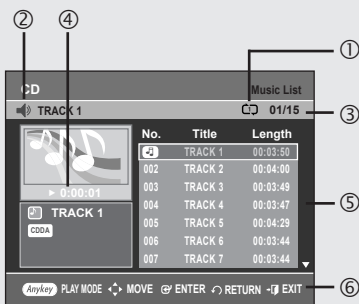 ② ④
①
CD Music List
TRACK 1 01/15
③
No. Title Length
TRACK 1 00:03:50
002 TRACK 2 00:04:00
003 TRACK 3 00:03:49
004 TRACK 4 00:03:47
005 TRACK 5 00:04:29
006 TRACK 6 00:03:44
007 TRACK 7 00:03:44
0:00:01
TRACK 1
CDDA
⑤
Anykey PLAY MODE MOVE ENTER RETURN EXIT
⑥